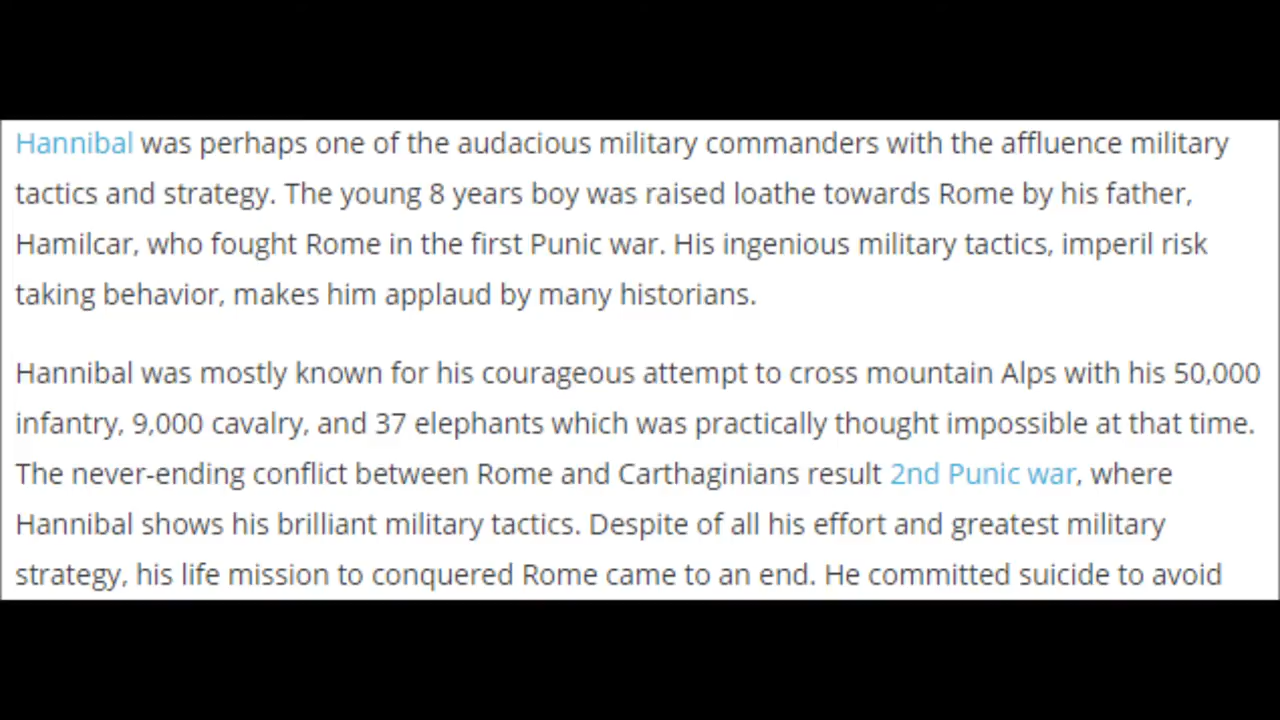 Hannibal was perhaps one of the audacious military commanders with the affluence military
tactics and strategy. The young 8 years boy was raised loathe towards Rome by his father,
Hamilcar, who fought Rome in the first Punic war. His ingenious military tactics, imperil risk
taking behavior, makes him applaud by many historians.
Hannibal was mostly known for his courageous attempt to cross mountain Alps with his 50,000
infantry, 9,000 cavalry, and 37 elephants which was practically thought impossible at that time.
The never-ending conflict between Rome and Carthaginians result 2nd Punic war, where
Hannibal shows his brilliant military tactics. Despite of all his effort and greatest military
strategy, his life mission to conquered Rome came to an end. He committed suicide to avoid